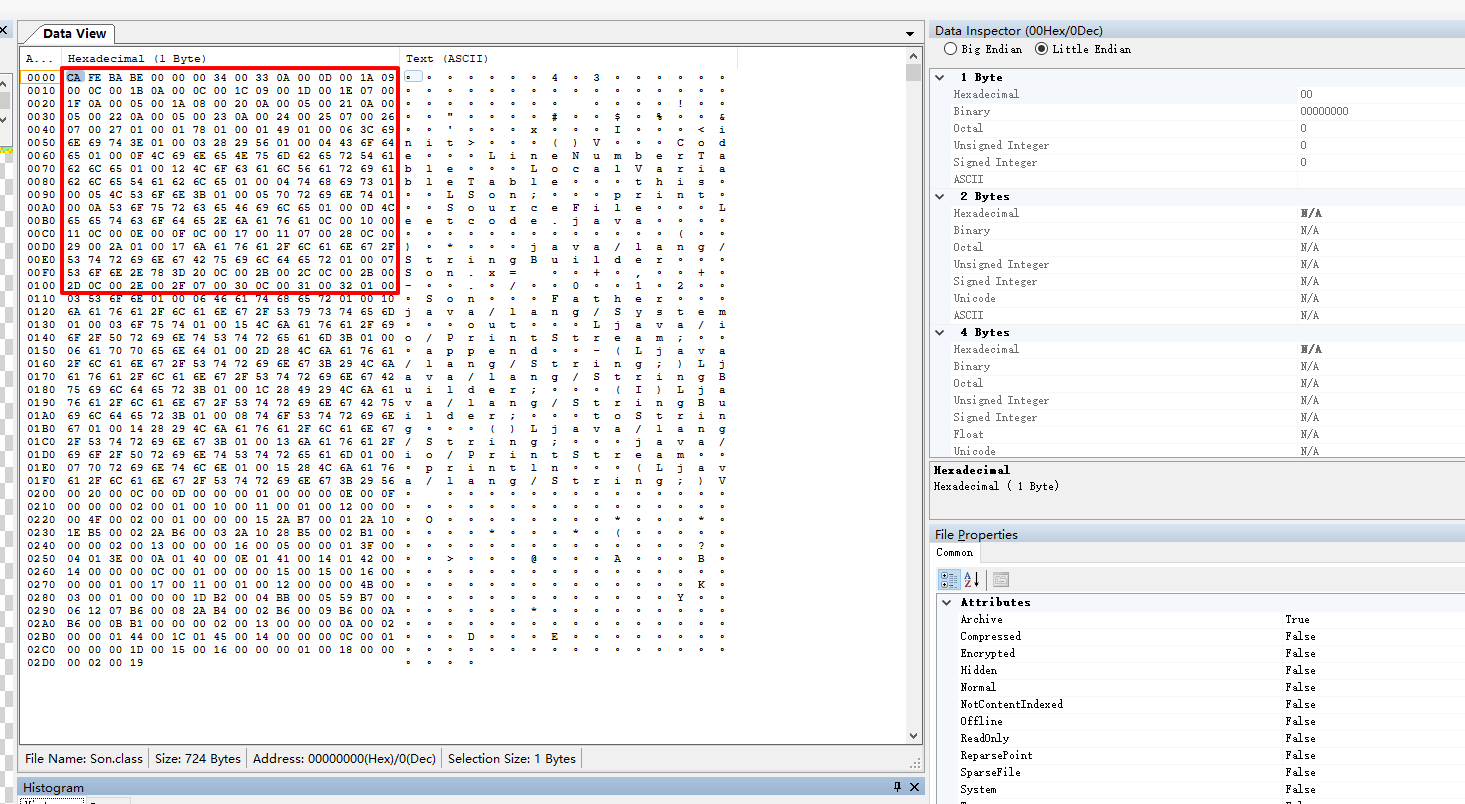 Data View
A... Hexadecimal (1 Byte) Text (ASCII)
0000 CA FE BA BE 00 00 00 34 00 33 0A 00 0D 00 1A 09 4 3
0010 00 0C 00 1B 0A 00 0C 00 1C 09 00 1D 00 1E 07 00
0020 1F 0A 00 05 00 1A 08 00 20 0A 00 05 00 21 0A 00 !
0030 05 00 22 0A 00 05 00 23 0A 00 24 00 25 07 00 26 " # $ % &
0040 07 00 27 01 00 01 78 01 00 01 49 01 00 06 3C 69 ' x I < i
0050 6E 69 74 3E 01 00 03 28 29 56 01 00 04 43 6F 64 n i t > ( ) V C o d
0060 65 01 00 0F 4C 69 6E 65 4E 75 6D 62 65 72 54 61 e L i n e N u m b e r T a
0070 62 6C 65 01 00 12 4C 6F 63 61 6C 56 61 72 69 61 b l e L o c a l V a r i a
0080 62 6C 65 54 61 62 6C 65 01 00 04 74 68 69 73 01 b l e T a b l e t h i s
0090 00 05 4C 53 6F 6E 3B 01 00 05 70 72 69 6E 74 01 L S o n ; p r i n t
00A0 00 0A 53 6F 75 72 63 65 46 69 6C 65 01 00 0D 4C S o u r c e F i l e L
00B0 65 65 74 63 6F 64 65 2E 6A 61 76 61 0C 00 10 00 e e t c o d e . j a v a
00C0 11 0C 00 0E 00 0F 0C 00 17 00 11 07 00 28 0C 00 (
00D0 29 00 2A 01 00 17 6A 61 76 61 2F 6C 61 6E 67 2F ) * j a v a / l a n g /
00E0 53 74 72 69 6E 67 42 75 69 6C 64 65 72 01 00 07 S t r i n g B u i l d e r
00F0 53 6F 6E 2E 78 3D 20 0C 00 2B 00 2C 0C 00 2B 00 S o n . x = + , +
0100 2D 0C 00 2E 00 2F 07 00 30 0C 00 31 00 32 01 00 - . / 0 1 2
0110 03 53 6F 6E 01 00 06 46 61 74 68 65 72 01 00 10 S o n F a t h e r
0120 6A 61 76 61 2F 6C 61 6E 67 2F 53 79 73 74 65 6D j a v a / l a n g / S y s t e m
0130 01 00 03 6F 75 74 01 00 15 4C 6A 61 76 61 2F 69 o u t L j a v a / i
0140 6F 2F 50 72 69 6E 74 53 74 72 65 61 6D 3B 01 00 o / P r i n t S t r e a m ;
0150 06 61 70 70 65 6E 64 01 00 2D 28 4C 6A 61 76 61 a p p e n d - ( L j a v a
0160 2F 6C 61 6E 67 2F 53 74 72 69 6E 67 3B 29 4C 6A / l a n g / S t r i n g ; ) L j
0170 61 76 61 2F 6C 61 6E 67 2F 53 74 72 69 6E 67 42 a v a / l a n g / S t r i n g B
0180 75 69 6C 64 65 72 3B 01 00 1C 28 49 29 4C 6A 61 u i l d e r ; ( I ) L j a
0190 76 61 2F 6C 61 6E 67 2F 53 74 72 69 6E 67 42 75 v a / l a n g / S t r i n g B u
01A0 69 6C 64 65 72 3B 01 00 08 74 6F 53 74 72 69 6E i l d e r ; t o S t r i n
01B0 67 01 00 14 28 29 4C 6A 61 76 61 2F 6C 61 6E 67 g ( ) L j a v a / l a n g
01C0 2F 53 74 72 69 6E 67 3B 01 00 13 6A 61 76 61 2F / S t r i n g ; j a v a /
01D0 69 6F 2F 50 72 69 6E 74 53 74 72 65 61 6D 01 00 i o / P r i n t S t r e a m
01E0 07 70 72 69 6E 74 6C 6E 01 00 15 28 4C 6A 61 76 p r i n t l n ( L j a v
01F0 61 2F 6C 61 6E 67 2F 53 74 72 69 6E 67 3B 29 56 a / l a n g / S t r i n g ; ) V
0200 00 20 00 0C 00 0D 00 00 00 01 00 00 00 0E 00 0F
0210 00 00 00 02 00 01 00 10 00 11 00 01 00 12 00 00
0220 00 4F 00 02 00 01 00 00 00 15 2A B7 00 01 2A 10 O * *
0230 1E B5 00 02 2A B6 00 03 2A 10 28 B5 00 02 B1 00 * * (
0240 00 00 02 00 13 00 00 00 16 00 05 00 00 01 3F 00 ?
0250 04 01 3E 00 0A 01 40 00 0E 01 41 00 14 01 42 00 > @ A B
0260 14 00 00 00 0C 00 01 00 00 00 15 00 15 00 16 00
0270 00 00 01 00 17 00 11 00 01 00 12 00 00 00 4B 00 K
0280 03 00 01 00 00 00 1D B2 00 04 BB 00 05 59 B7 00 Y
0290 06 12 07 B6 00 08 2A B4 00 02 B6 00 09 B6 00 0A *
02A0 B6 00 0B B1 00 00 00 02 00 13 00 00 00 0A 00 02
02B0 00 00 01 44 00 1C 01 45 00 14 00 00 00 0C 00 01 D E
02C0 00 00 00 1D 00 15 00 16 00 00 00 01 00 18 00 00
02D0 00 02 00 19
File Name: Son.class Size: 724 Bytes Address: 00000000(Hex)/0(Dec) Selection Size: 1 Bytes
Histogram
Data Inspector (00Hex/0Dec)
Big Endian Little Endian
1 Byte
Hexadecimal 00
Binary 00000000
Octal 0
Unsigned Integer 0
Signed Integer 0
ASCII
2 Bytes
Hexadecimal N/A
Binary N/A
Octal N/A
Unsigned Integer N/A
Signed Integer N/A
Unicode N/A
ASCII N/A
4 Bytes
Hexadecimal N/A
Binary N/A
Octal N/A
Unsigned Integer N/A
Signed Integer N/A
Float N/A
Unicode N/A
Hexadecimal
Hexadecimal ( 1 Byte)
File Properties
Common
Attributes
Archive True
Compressed False
Encrypted False
Hidden False
Normal False
NotContentIndexed False
Offline False
ReadOnly False
ReparsePoint False
SparseFile False
System False